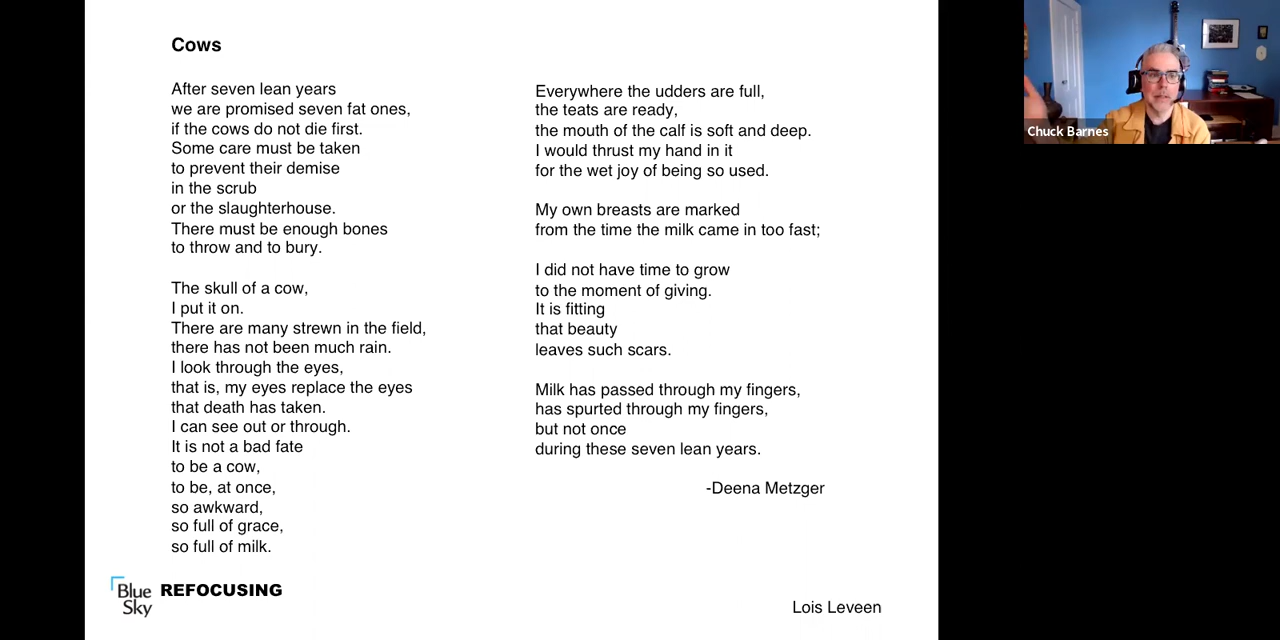 Cows
After seven lean years
we are promised seven fat ones,
if the cows do not die first.
Some care must be taken
to prevent their demise
in the scrub
or the slaughterhouse.
There must be enough bones
to throw and to bury.
The skull of a cow,
I put it on.
There are many strewn in the field,
there has not been much rain.
I look through the eyes,
that is, my eyes replace the eyes
that death has taken.
I can see out or through.
It is not a bad fate
to be a cow,
to be, at once,
so awkward,
so full of grace,
so full of milk.
Everywhere the udders are full,
the teats are ready,
the mouth of the calf is soft and deep.
I would thrust my hand in it
for the wet joy of being so used.
My own breasts are marked
from the time the milk came in too fast;
I did not have time to grow
to the moment of giving.
It is fitting
that beauty
leaves such scars.
Milk has passed through my fingers,
has spurted through my fingers,
but not once
during these seven lean years.
-Deena Metzger
Blue
Sky
REFOCUSING
Lois Leveen
Chuck Barnes